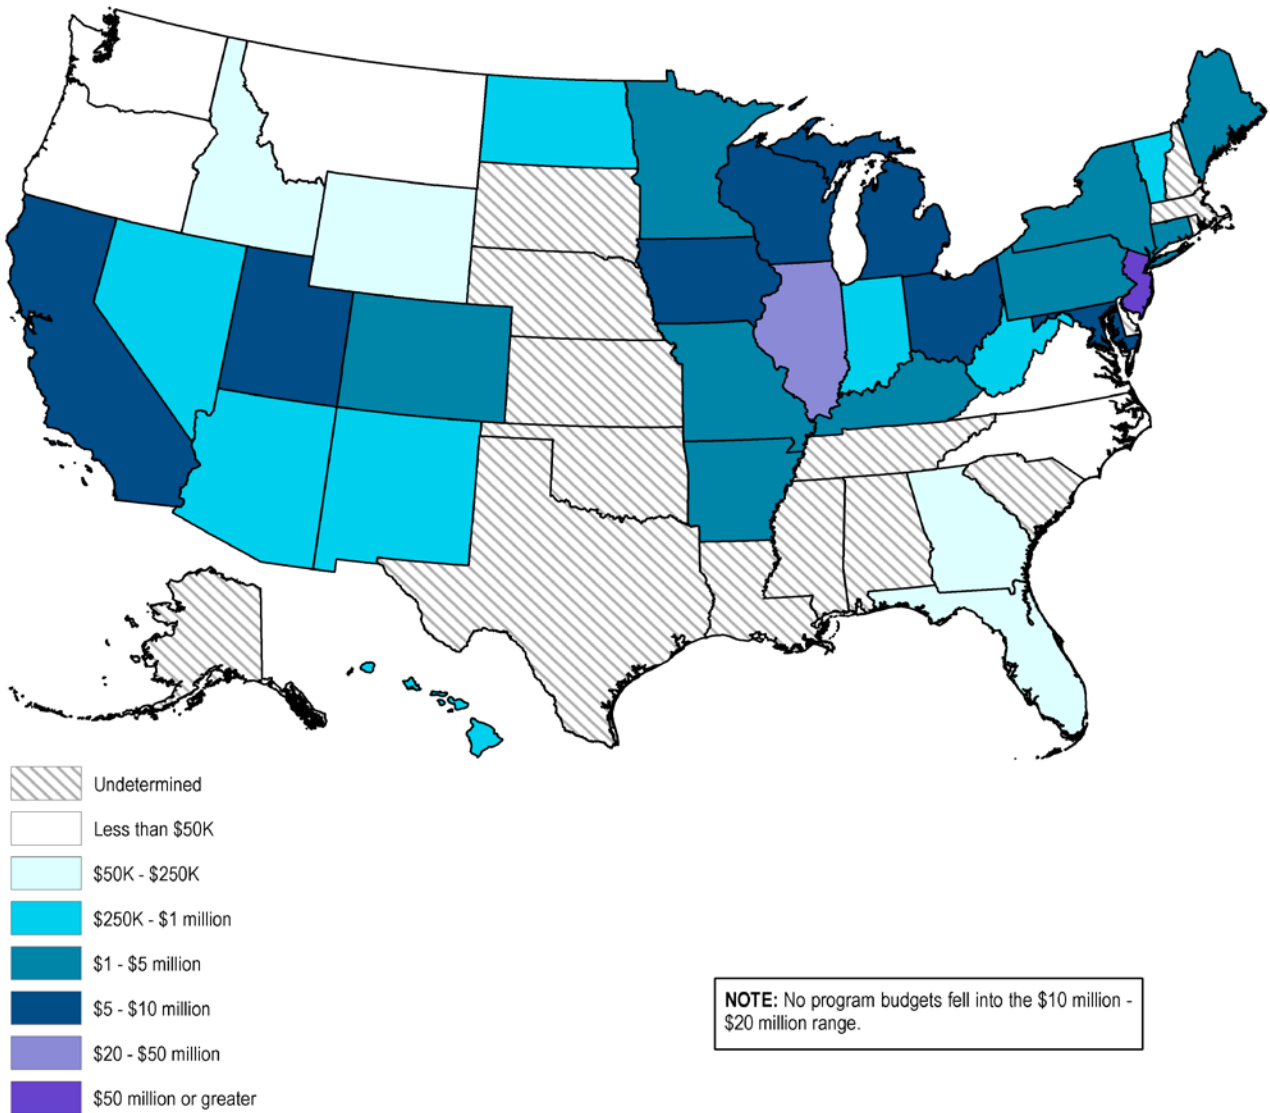 Undetermined
Less than $50K
$50K - $250K
$250K - $1 million
$1 - $5 million
$5 - $10 million
$20 - $50 million
$50 million or greater
NOTE: No program budgets fell into the $10 million -
$20 million range.